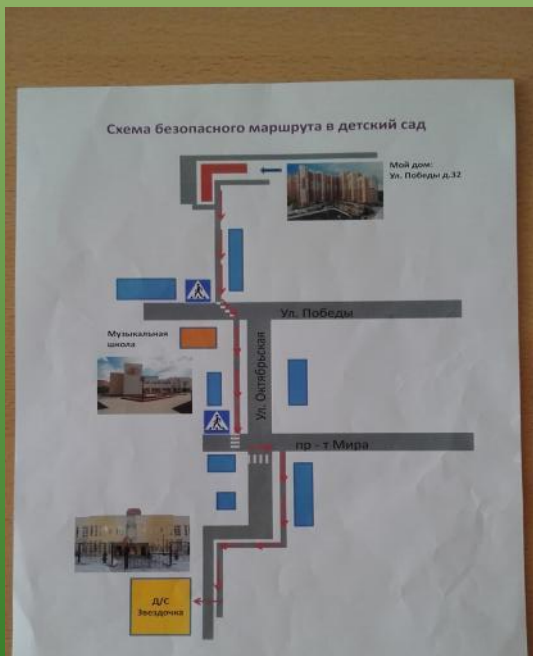 Схема безопасного маршрута в детский сад
Мой дом:
Ул. Победы д.32
Ул. Победы
Музыкальная
школа
Ул. Октябрьская
пр - т Мира
Д/С
Звездочка